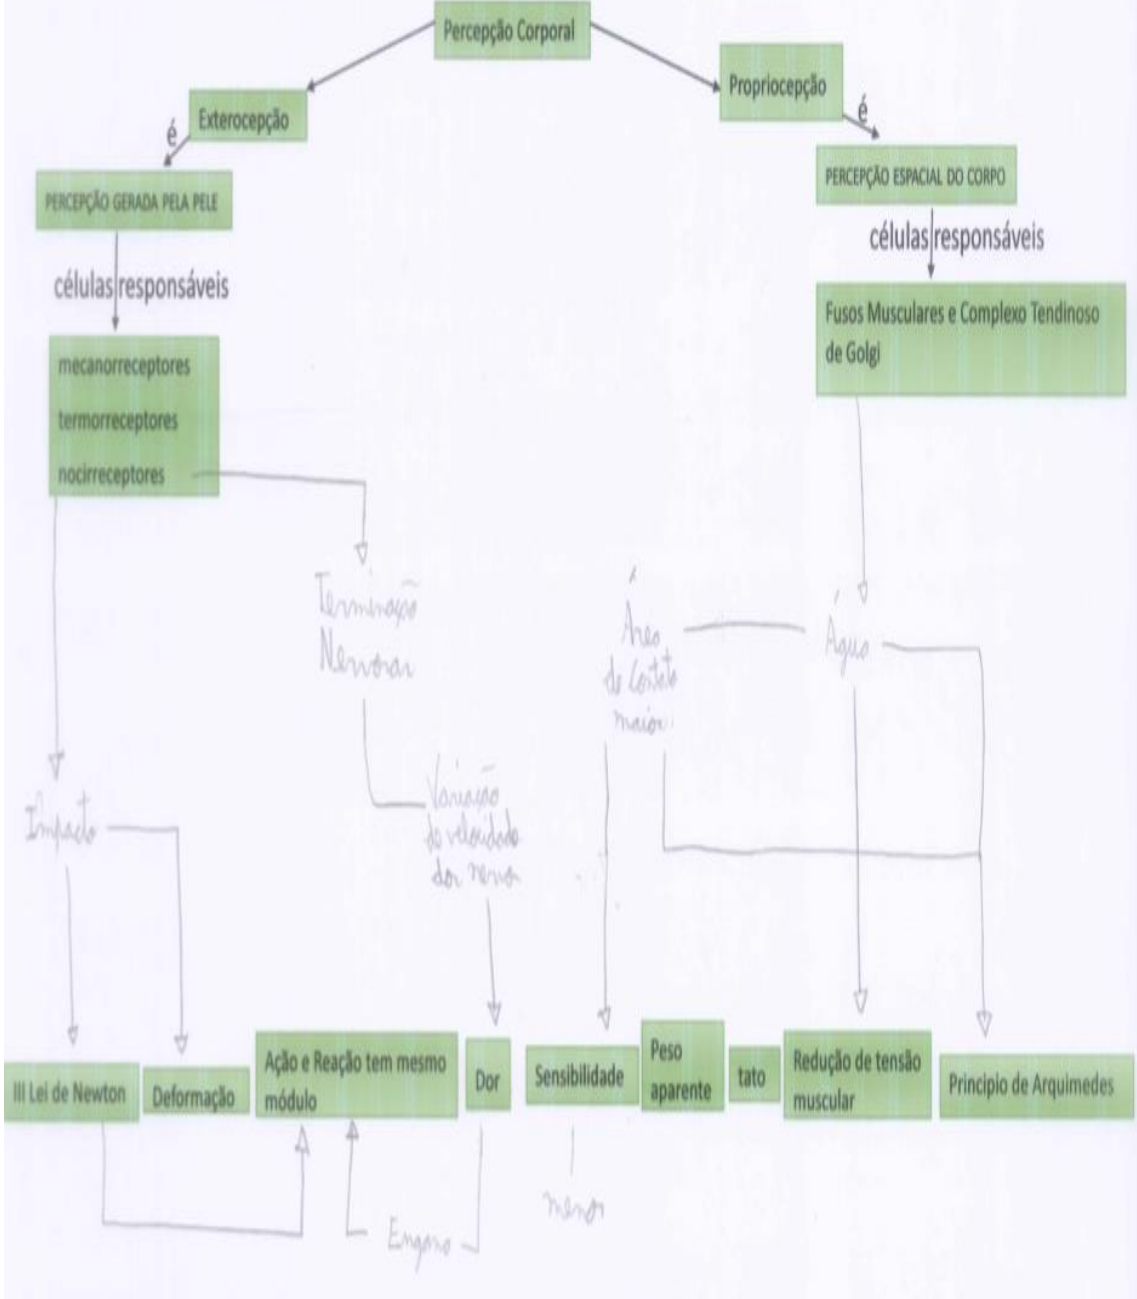 Percepção Corporal
Exterocepção
Propriocepção
é
é
PERCEPÇÃO GERADA PELA PELE
PERCEPÇÃO ESPACIAL DO CORPO
células responsáveis
células responsáveis
mecanorreceptores
termorreceptores
nocirreceptores
Fusos Musculares e Complexo Tendinoso
de Golgi
Terminação
Nervosas
Área
de Contato
maior
Água
Impacto
Variação
de velocidade
dos nervos
III Lei de Newton
Deformação
Ação e Reação tem mesmo
módulo
Dor
Sensibilidade
Peso
aparente
tato
Redução de tensão
muscular
Principio de Arquimedes
menor
Engano